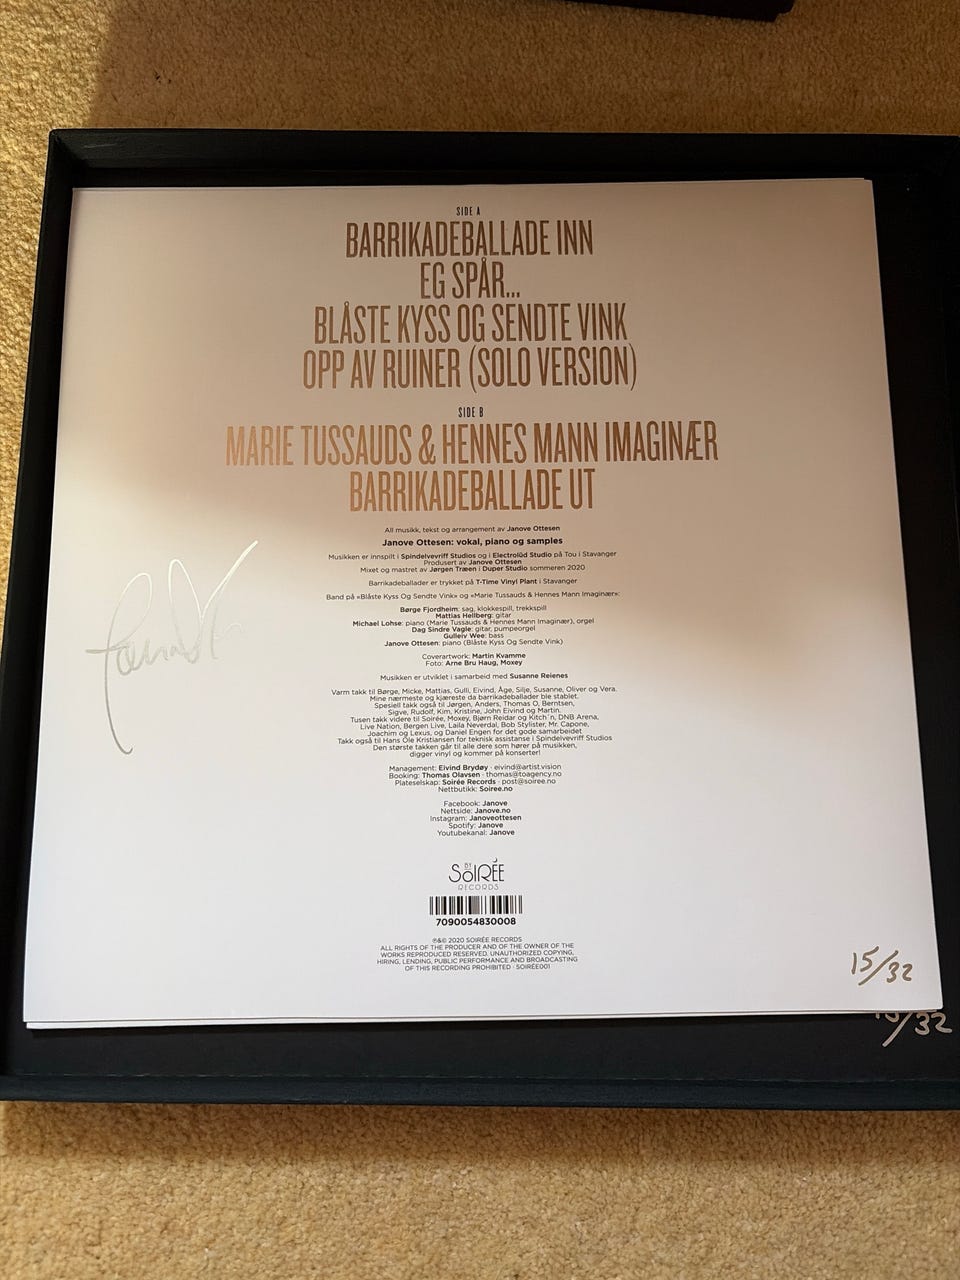 SIDE A
BARRIKADEBALLADE INN
EG SPÅR...
BLÅSTE KYSS OG SENDTE VINK
OPP AV RUINER (SOLO VERSION)
SIDE B
MARIE TUSSAUDS & HENNES MANN IMAGINÆR
BARRIKADEBALLADE UT
All musikk, tekst og arrangement av Janove Ottesen
Janove Ottesen: vokal, piano og samples
Musikken er innspilt i Spindelvevriff Studios og i Electrolüd Studio på Tou i Stavanger
Produsert av Janove Ottesen
Mixet og mastret av Jørgen Træen i Duper Studio sommeren 2020
Barrikadeballader er trykket på T-Time Vinyl Plant i Stavanger
Band på «Blåste Kyss Og Sendte Vink» og «Marie Tussauds & Hennes Mann Imaginær»:
Børge Fjordheim: sag, klokkespill, trekkspill
Mattias Hellberg: gitar
Michael Lohse: piano (Marie Tussauds & Hennes Mann Imaginær), orgel
Dag Sindre Vagle: gitar, pumpeorgel
Gulleiv Wee: bass
Janove Ottesen: piano (Blåste Kyss Og Sendte Vink)
Coverartwork: Martin Kvamme
Foto: Arne Bru Haug, Moxey
Musikken er utviklet i samarbeid med Susanne Reienes
Varm takk til Børge, Micke, Mattias, Gulli, Eivind, Åge, Silje, Susanne, Oliver og Vera.
Mine nærmeste og kjæreste da barrikadeballader ble stablet.
Spesiell takk også til Jørgen, Anders, Thomas O, Berntsen,
Sigve, Rudolf, Kim, Kristine, John Eivind og Martin.
Tusen takk videre til Soirée, Moxey, Bjørn Reidar og Kitch´n, DNB Arena,
Live Nation, Bergen Live, Laila Neverdal, Bob Stylister, Mr. Capone,
Joachim og Lexus, og Daniel Engen for det gode samarbeidet
Takk også til Hans Ole Kristiansen for teknisk assistanse i Spindelvevriff Studios
Den største takken går til alle dere som hører på musikken,
digger vinyl og kommer på konserter!
Management: Eivind Brydøy · eivind@artist.vision
Booking: Thomas Olavsen · thomas@toagency.no
Plateselskap: Soirée Records · post@soiree.no
Nettbutikk: Soiree.no
Facebook: Janove
Nettside: Janove.no
Instagram: Janoveottesen
Spotify: Janove
Youtubekanal: Janove
BY
SOIRÉE
RECORDS
7090054830008
℗&© 2020 SOIRÉE RECORDS
ALL RIGHTS OF THE PRODUCER AND OF THE OWNER OF THE
WORKS REPRODUCED RESERVED. UNAUTHORIZED COPYING,
HIRING, LENDING, PUBLIC PERFORMANCE AND BROADCASTING
OF THIS RECORDING PROHIBITED · SOIREE001
15/32
15/32